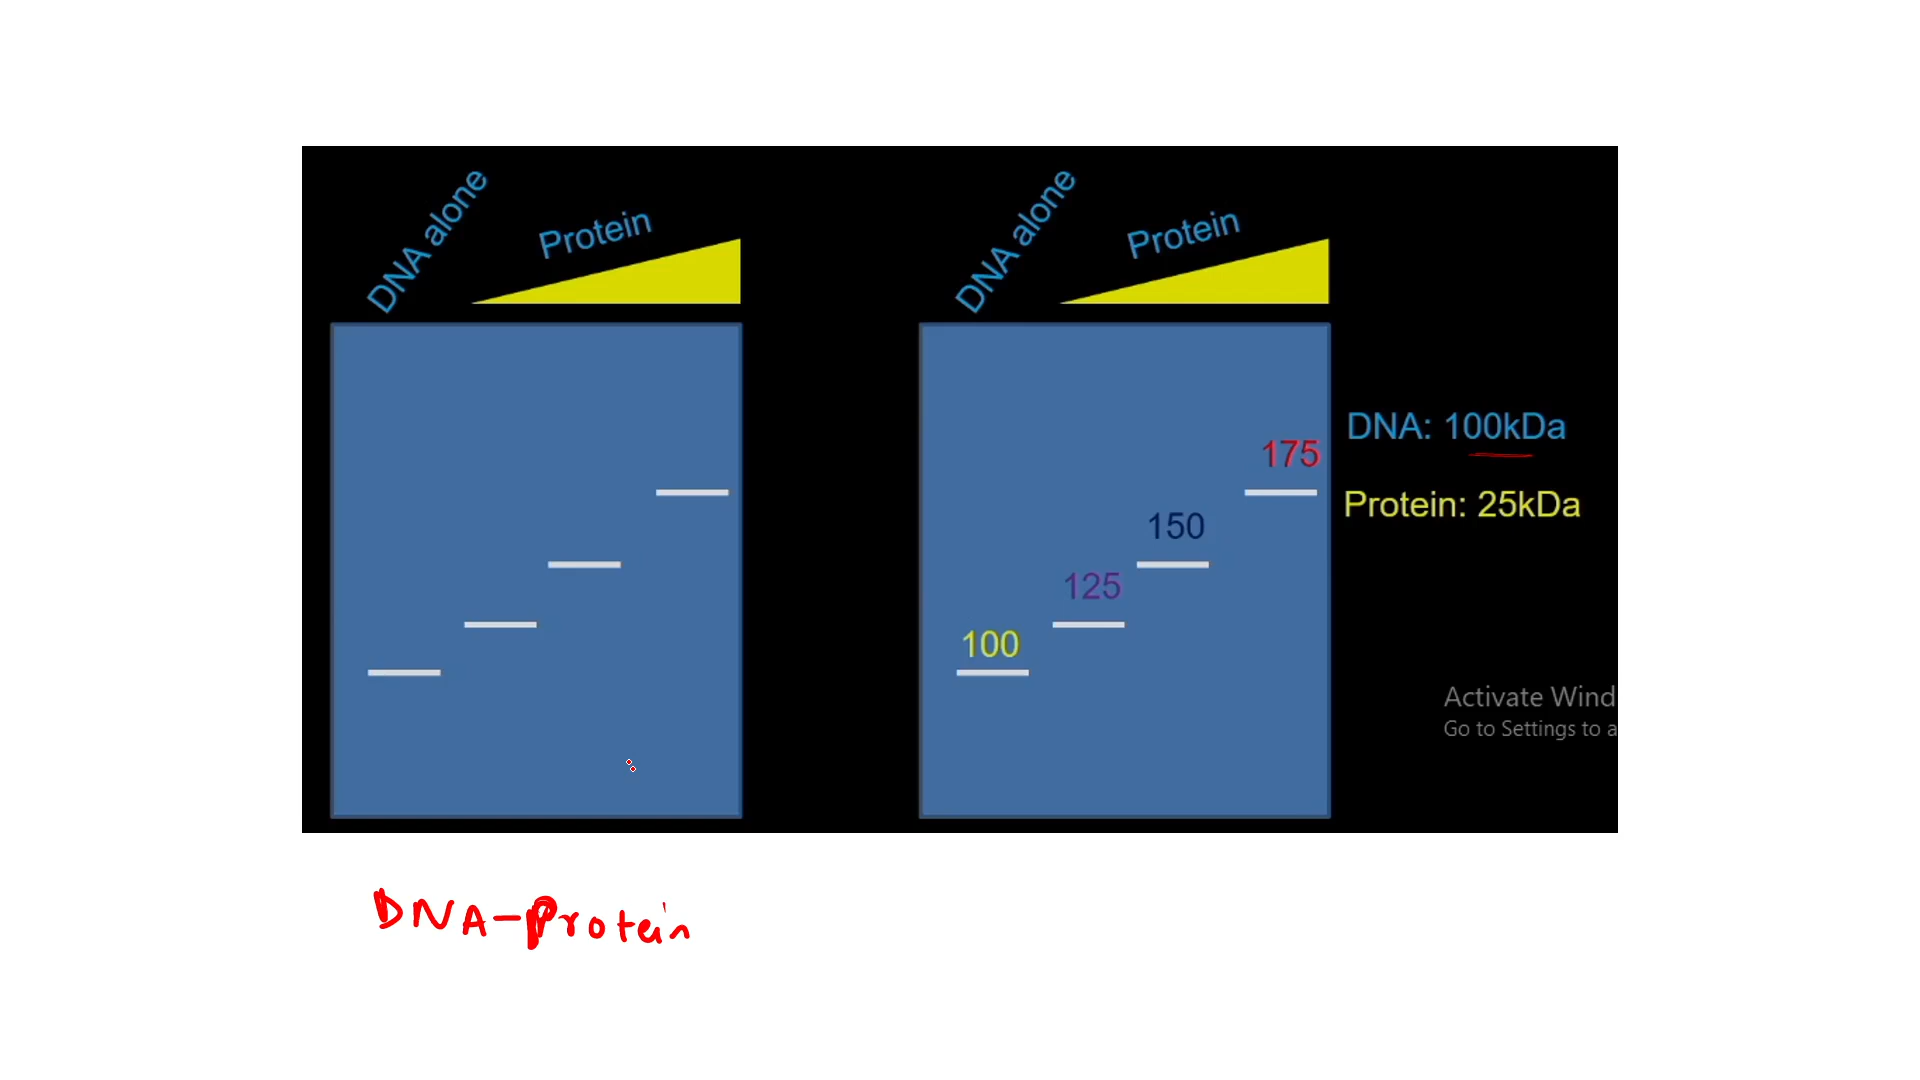 DNA alone
Protein
DNA alone
Protein
DNA: 100kDa
175
Protein: 25kDa
150
125
100
Activate Wind
Go to Settings to a
DNA-Protein